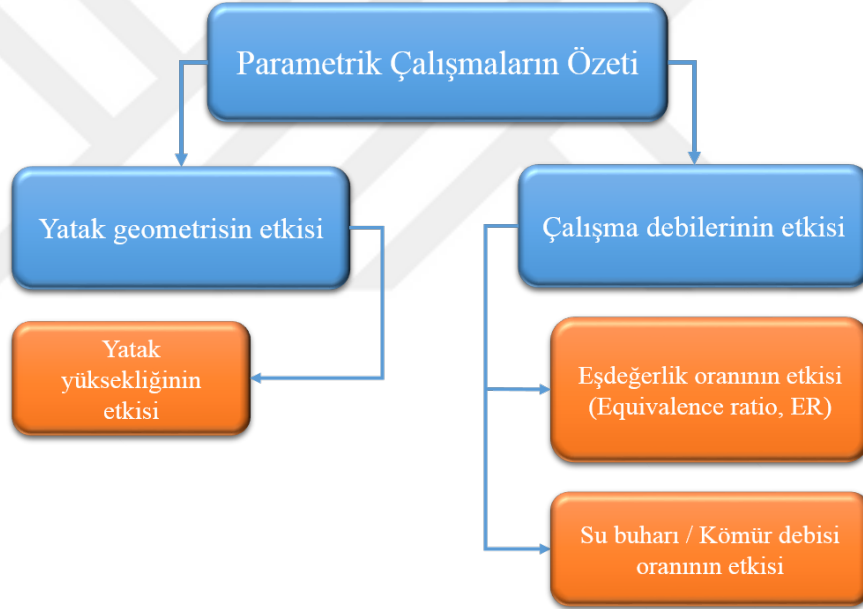 Parametrik Çalışmaların Özeti
Yatak geometrisin etkisi
Çalışma debilerinin etkisi
Yatak
yüksekliğinin
etkisi
Eşdeğerlik oranının etkisi
(Equivalence ratio, ER)
Su buharı / Kömür debisi
oranının etkisi